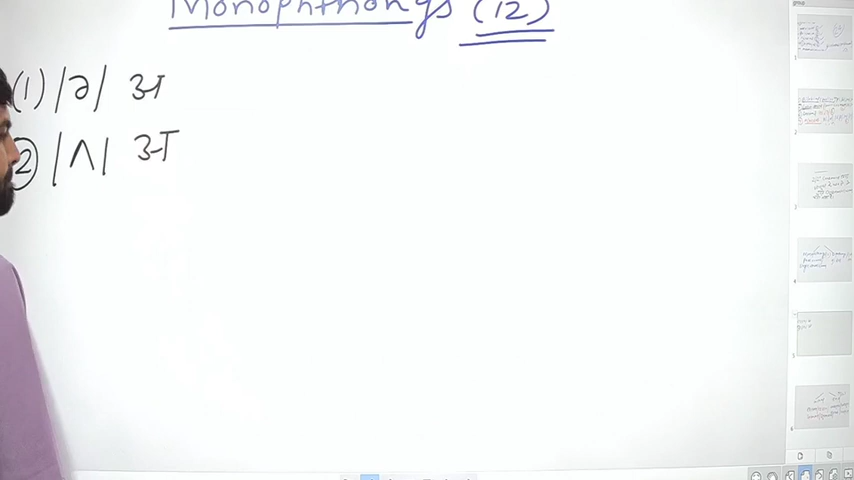 Monophthongs (12)
(1) |ə| अ
2 |ʌ| अ